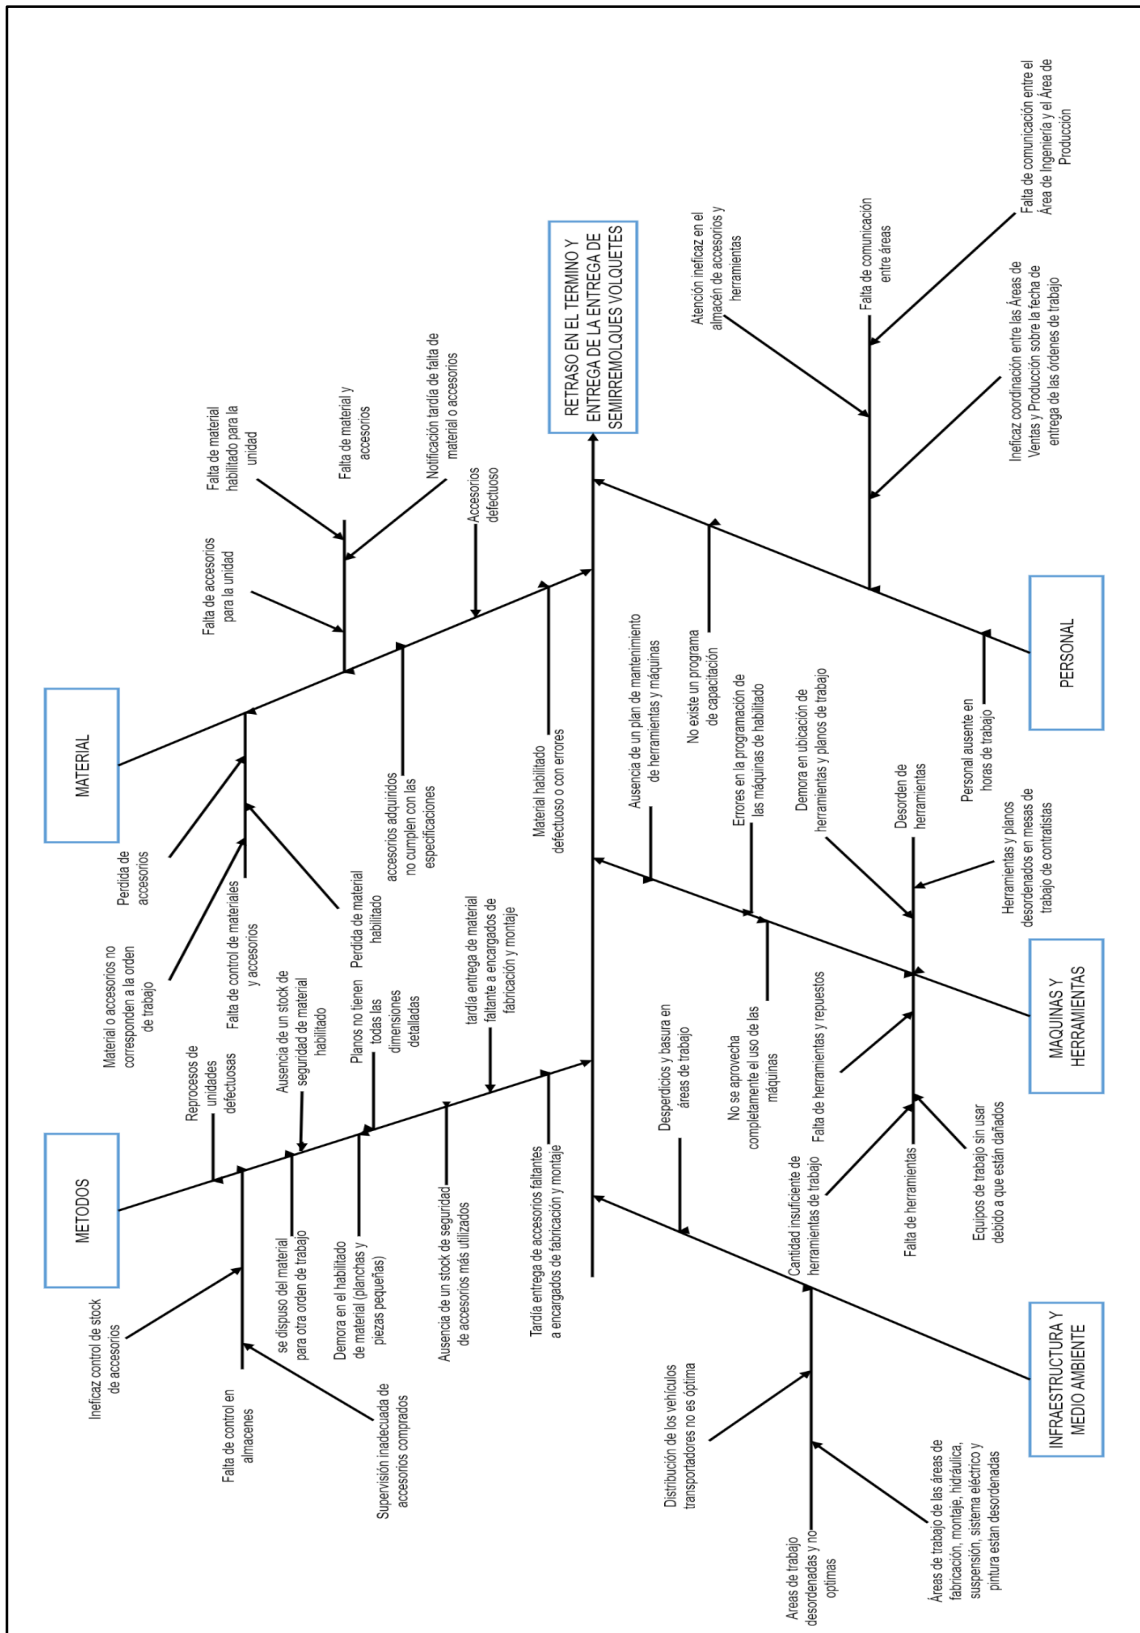 METODOS
Ineficaz control de stock
de accesorios
Falta de control en
almacenes
Supervisión inadecuada de
accesorios comprados
Reprocesos de
unidades
defectuosas
se dispuso del material
para otra orden de trabajo
Ausencia de un stock de
seguridad de material
habilitado
Demora en el habilitado
de material (planchas y
piezas pequeñas)
Planos no tienen
todas las
dimensiones
detalladas
Ausencia de un stock de seguridad
de accesorios más utilizados
tardía entrega de material
faltante a encargados de
fabricación y montaje
Tardía entrega de accesorios faltantes
a encargados de fabricación y montaje
MATERIAL
Perdida de
accesorios
Material o accesorios no
corresponden a la orden
de trabajo
Falta de control de materiales
y accesorios
Perdida de material
habilitado
Falta de accesorios
para la unidad
Falta de material
habilitado para la
unidad
Falta de material y
accesorios
Notificación tardía de falta de
material o accesorios
accesorios adquiridos
no cumplen con las
especificaciones
Accesorios
defectuoso
Material habilitado
defectuoso o con errores
RETRASO EN EL TERMINO Y
ENTREGA DE LA ENTREGA DE
SEMIRREMOLQUES VOLQUETES
Desperdicios y basura en
áreas de trabajo
Distribución de los vehículos
transportadores no es óptima
Areas de trabajo
desordenadas y no
optimas
Áreas de trabajo de las áreas de
fabricación, montaje, hidráulica,
suspensión, sistema eléctrico y
pintura estan desordenadas
INFRAESTRUCTURA Y
MEDIO AMBIENTE
Ausencia de un plan de mantenimiento
de herramientas y máquinas
Errores en la programación de
las máquinas de habilitado
No se aprovecha
completamente el uso de las
máquinas
Demora en ubicación de
herramientas y planos de trabajo
Falta de herramientas y repuestos
Cantidad insuficiente de
herramientas de trabajo
Falta de herramientas
Desorden de
herramientas
Equipos de trabajo sin usar
debido a que están dañados
Herramientas y planos
desordenados en mesas de
trabajo de contratistas
MAQUINAS Y
HERRAMIENTAS
No existe un programa
de capacitación
Atención ineficaz en el
almacén de accesorios y
herramientas
Falta de comunicación
entre áreas
Ineficaz coordinación entre las Áreas de
Ventas y Producción sobre la fecha de
entrega de las órdenes de trabajo
Falta de comunicación entre el
Área de Ingeniería y el Área de
Producción
Personal ausente en
horas de trabajo
PERSONAL